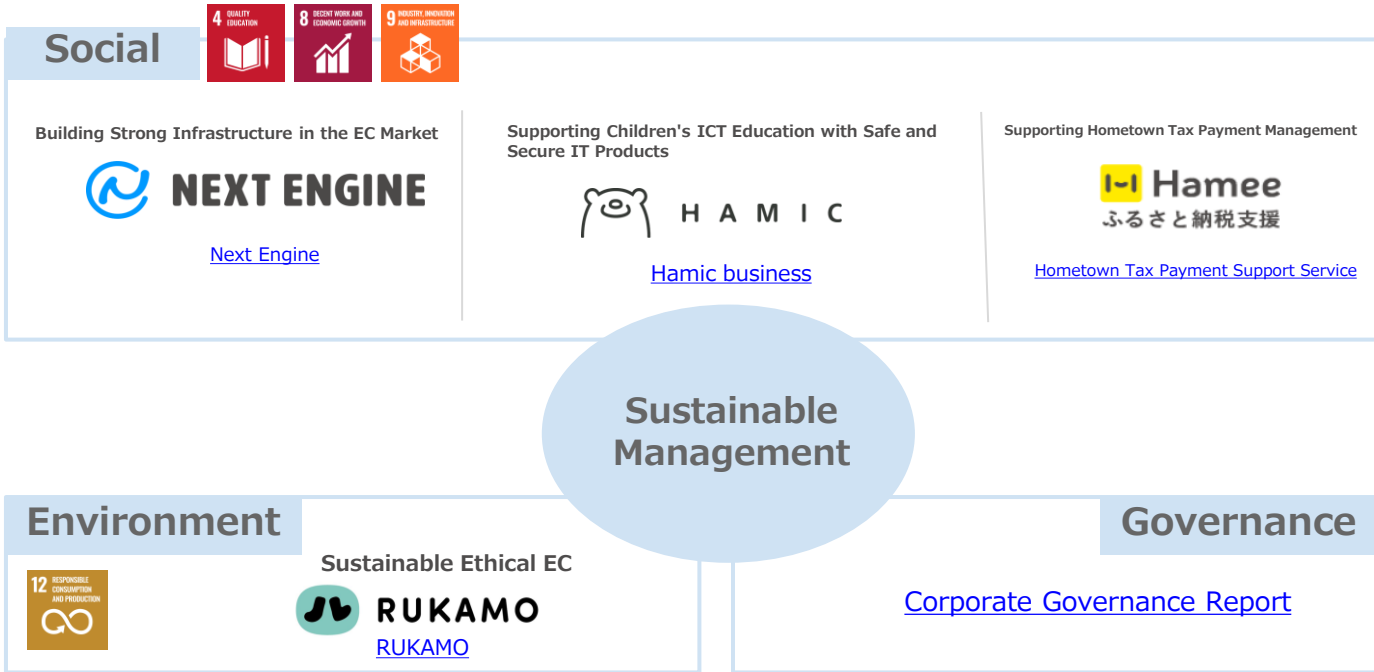 Social
4 QUALITY
EDUCATION
8 DECENT WORK AND
ECONOMIC GROWTH
9 INDUSTRY, INNOVATION
AND INFRASTRUCTURE
Building Strong Infrastructure in the EC Market
NEXT ENGINE
Next Engine
Supporting Children's ICT Education with Safe and
Secure IT Products
HAMIC
Hamic business
Supporting Hometown Tax Payment Management
Hamee
ふるさと納税支援
Hometown Tax Payment Support Service
Sustainable
Management
Environment
12 RESPONSIBLE
CONSUMPTION
AND PRODUCTION
Sustainable Ethical EC
RUKAMO
RUKAMO
Governance
Corporate Governance Report